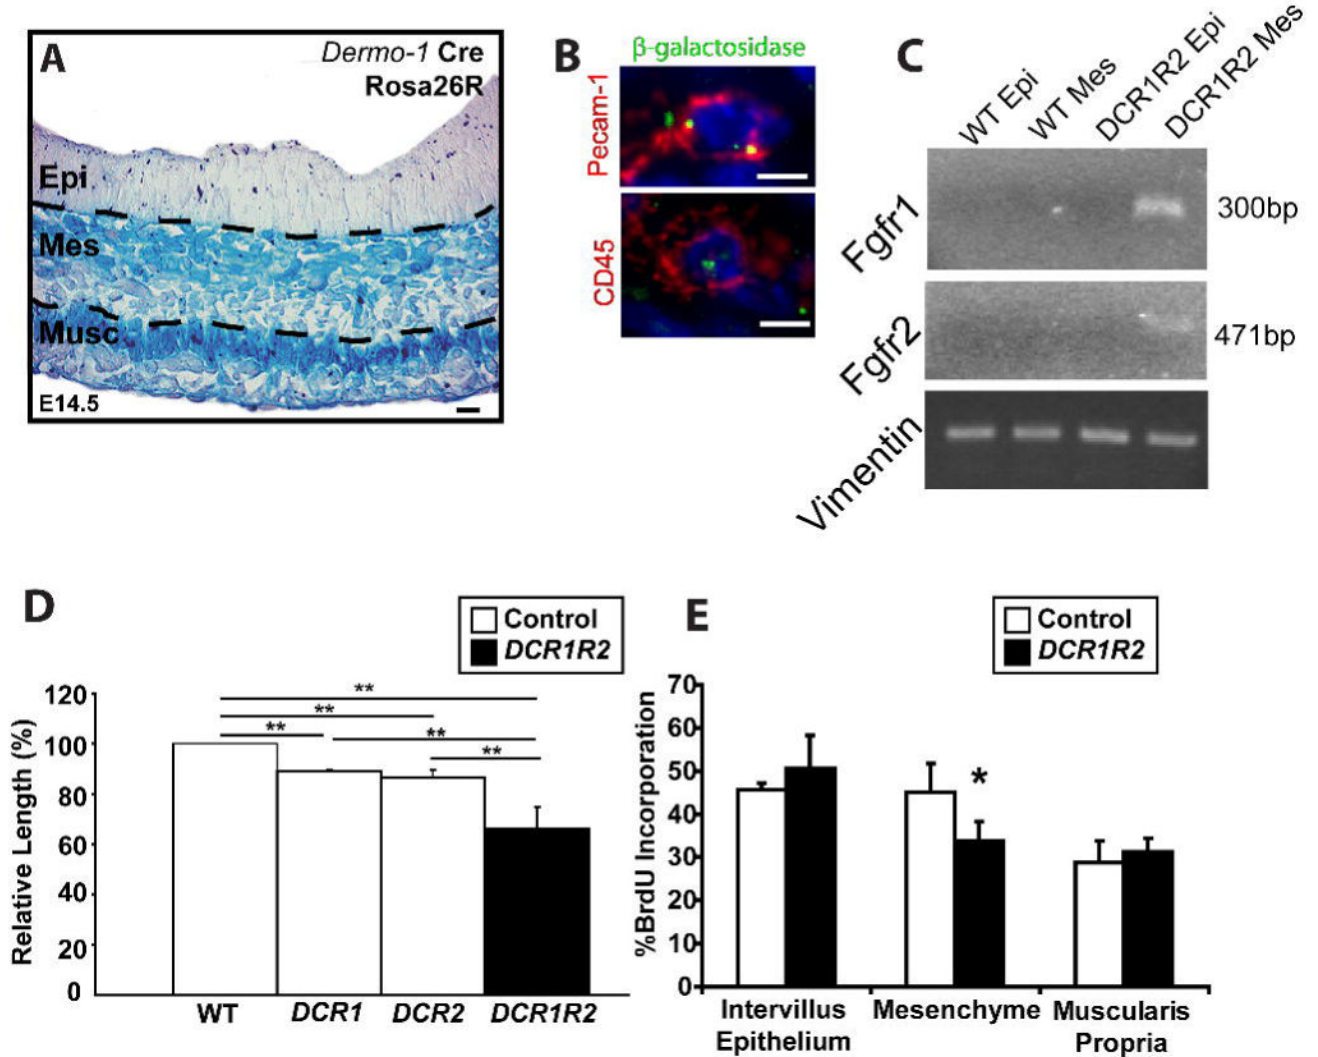 A
Dermo-1 Cre
Rosa26R
Epi
Mes
Musc
E14.5
B
β-galactosidase
Pecam-1
CD45
C
WT Epi
WT Mes
DCR1R2 Epi
DCR1R2 Mes
Fgfr1
300bp
Fgfr2
471bp
Vimentin
D
Control
DCR1R2
Relative Length (%)
120
100
80
60
40
20
0
**
**
**
**
**
WT
DCR1
DCR2
DCR1R2
E
Control
DCR1R2
%BrdU Incorporation
70
60
50
40
30
20
10
0
*
Intervillus
Epithelium
Mesenchyme
Muscularis
Propria